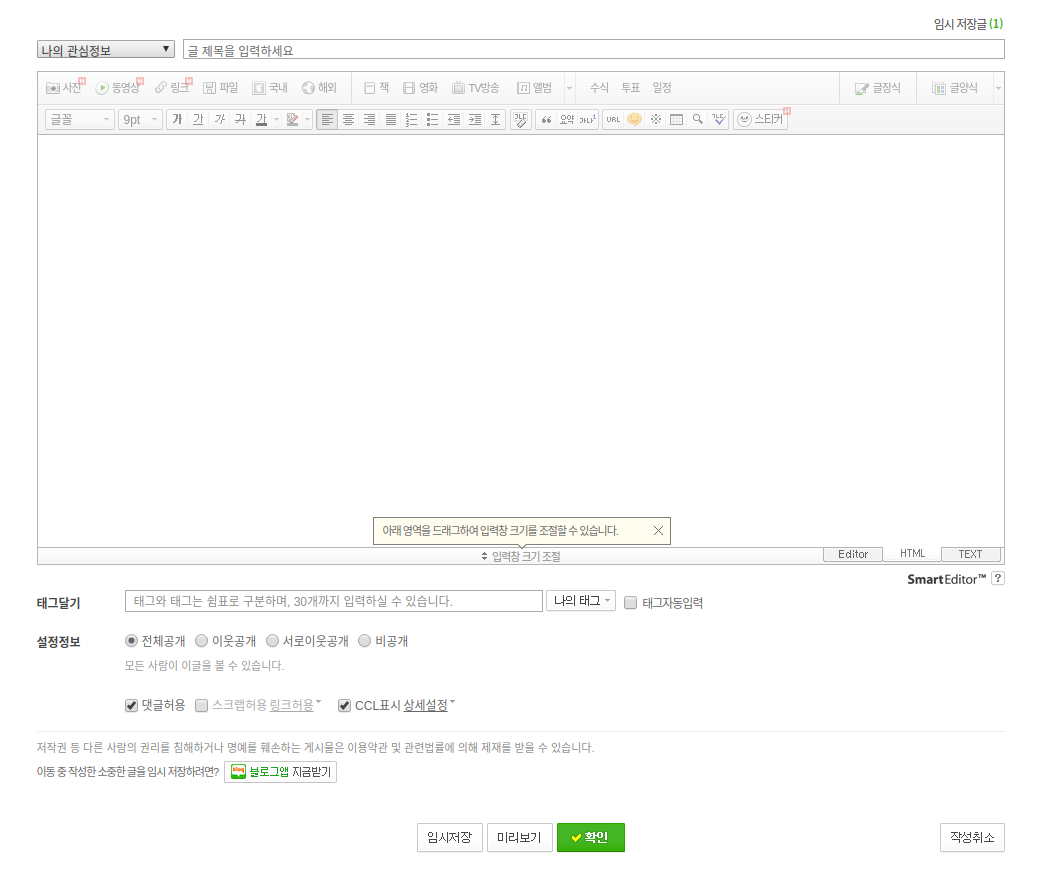 임시 저장글 (1)
나의 관심정보 글 제목을 입력하세요
사진 동영상 링크 파일 국내 해외 책 영화 TV방송 앨범 수식 투표 일정 글장식 글양식
글꼴 9pt 가 가 가 가 가 요약 가나다 URL 스티커
아래 영역을 드래그하여 입력창 크기를 조절할 수 있습니다.
입력창 크기 조절 Editor HTML TEXT
SmartEditor™ ?
태그달기 태그와 태그는 쉼표로 구분하며, 30개까지 입력하실 수 있습니다. 나의 태그 태그자동입력
설정정보 전체공개 이웃공개 서로이웃공개 비공개
모든 사람이 이글을 볼 수 있습니다.
댓글허용 스크랩허용 링크허용 CCL표시 상세설정
저작권 등 다른 사람의 권리를 침해하거나 명예를 훼손하는 게시물은 이용약관 및 관련법률에 의해 제재를 받을 수 있습니다.
이동 중 작성한 소중한 글을 임시 저장하려면? blog 블로그앱 지금받기
임시저장 미리보기 확인 작성취소